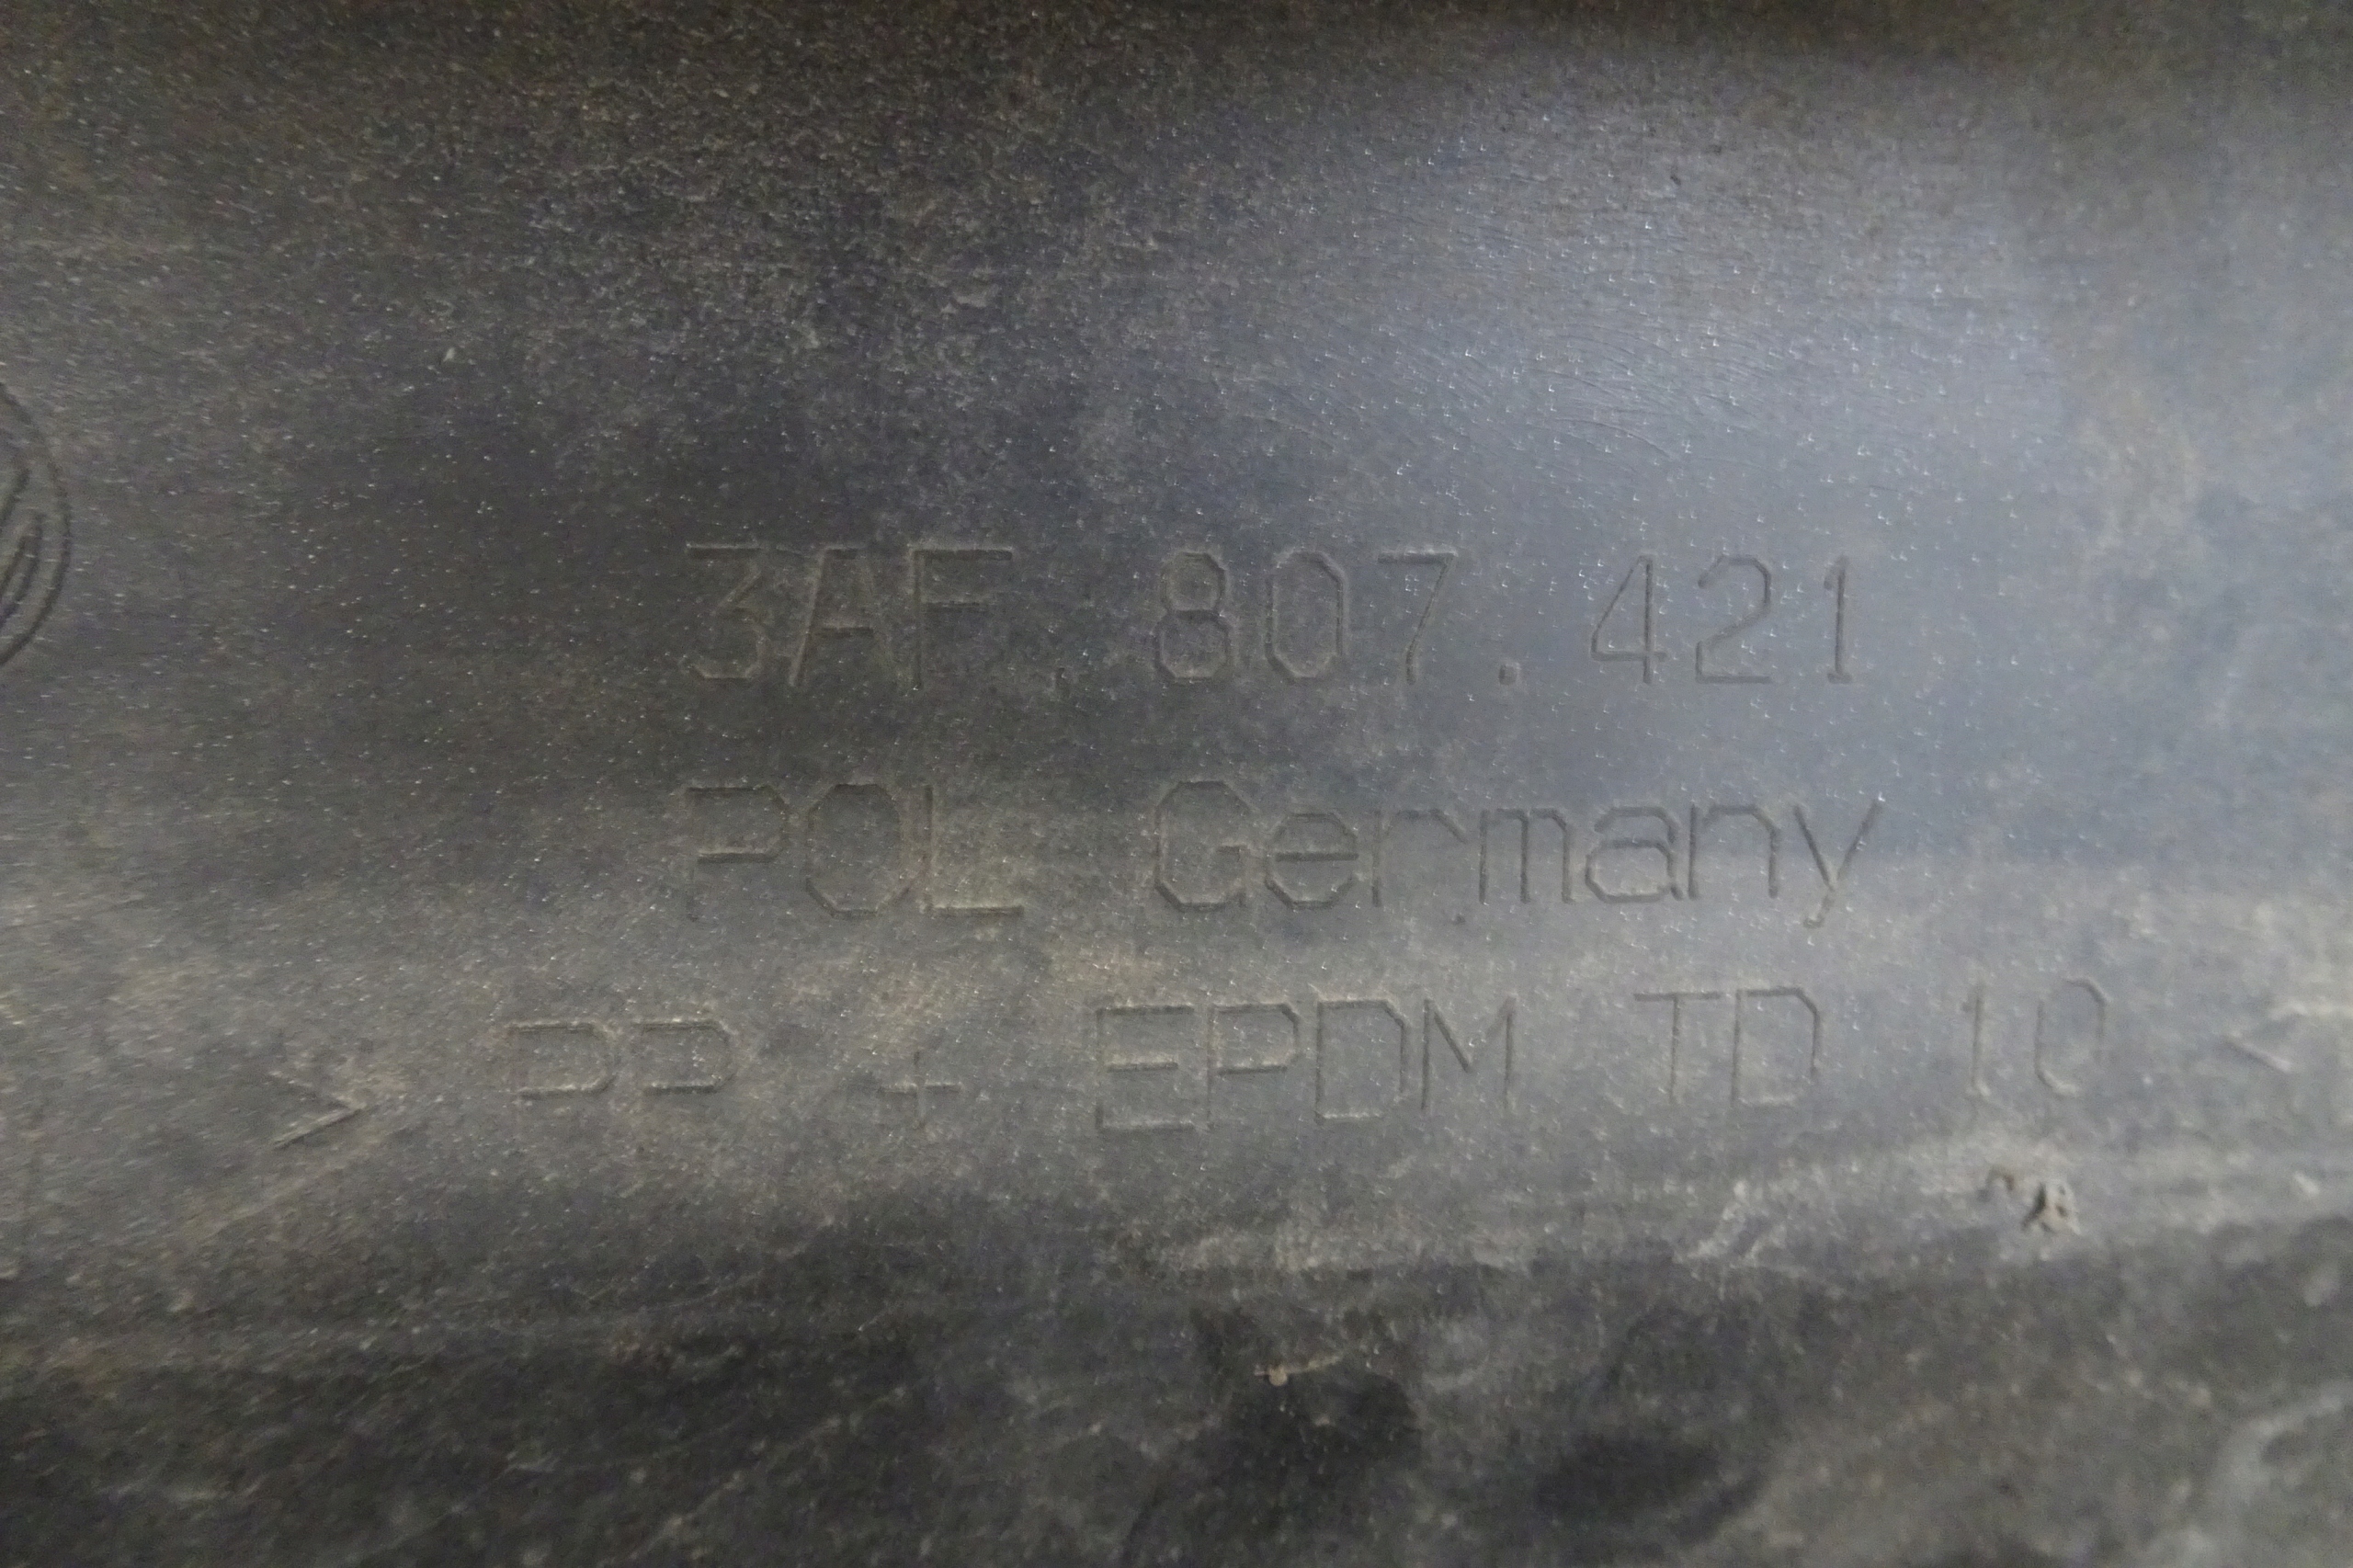 3AF.807.421
POL Germany
> PP + EPDM TD 10 <